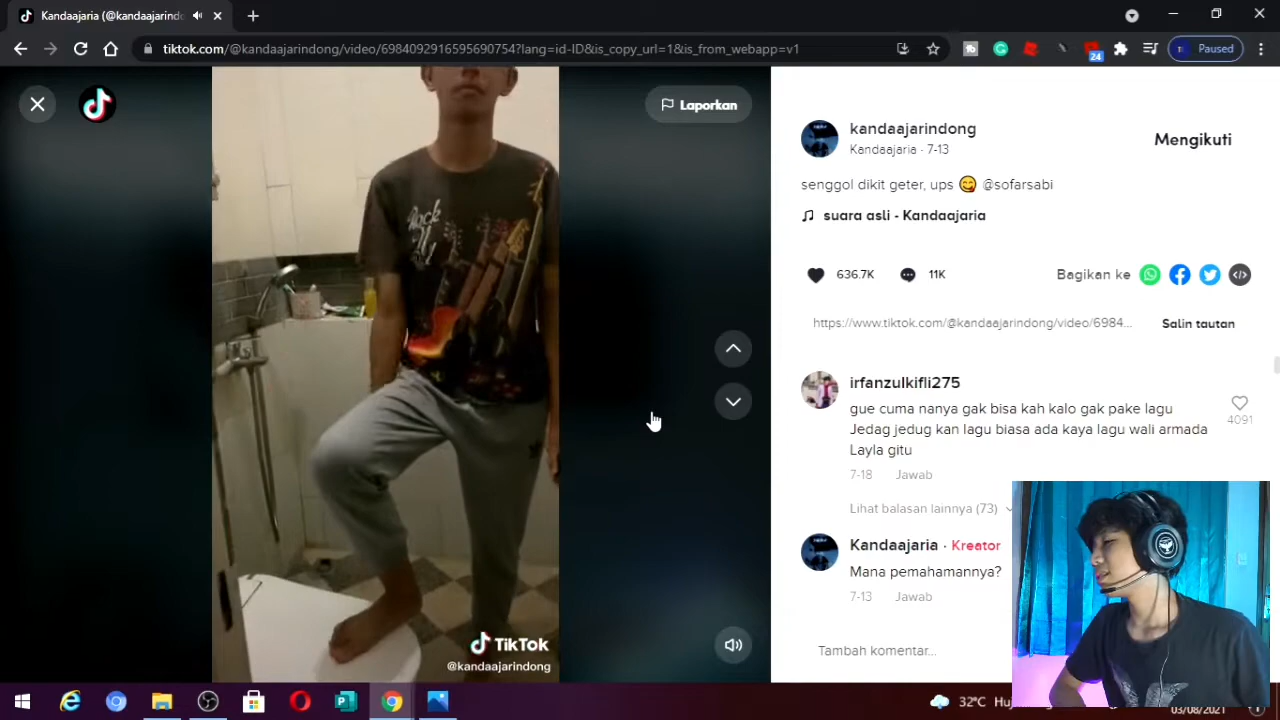 Kandaajaria (@kandaajarindong
tiktok.com/@kandaajarindong/video/6984092916595690754?lang=id-ID&is_copy_url=1&is_from_webapp=v1
24
Paused
Laporkan
kandaajarindong
Kandaajaria · 7-13
Mengikuti
senggol dikit geter, ups 😋 @sofarsabi
suara asli - Kandaajaria
636.7K
11K
Bagikan ke
https://www.tiktok.com/@kandaajarindong/video/6984...
Salin tautan
irfanzulkifli275
gue cuma nanya gak bisa kah kalo gak pake lagu
Jedag jedug kan lagu biasa ada kaya lagu wali armada
Layla gitu
4091
7-18 Jawab
Lihat balasan lainnya (73)
Kandaajaria · Kreator
Mana pemahamannya?
7-13 Jawab
Tambah komentar...
Rock
TikTok
@kandaajarindong
32°C
03/08/2021